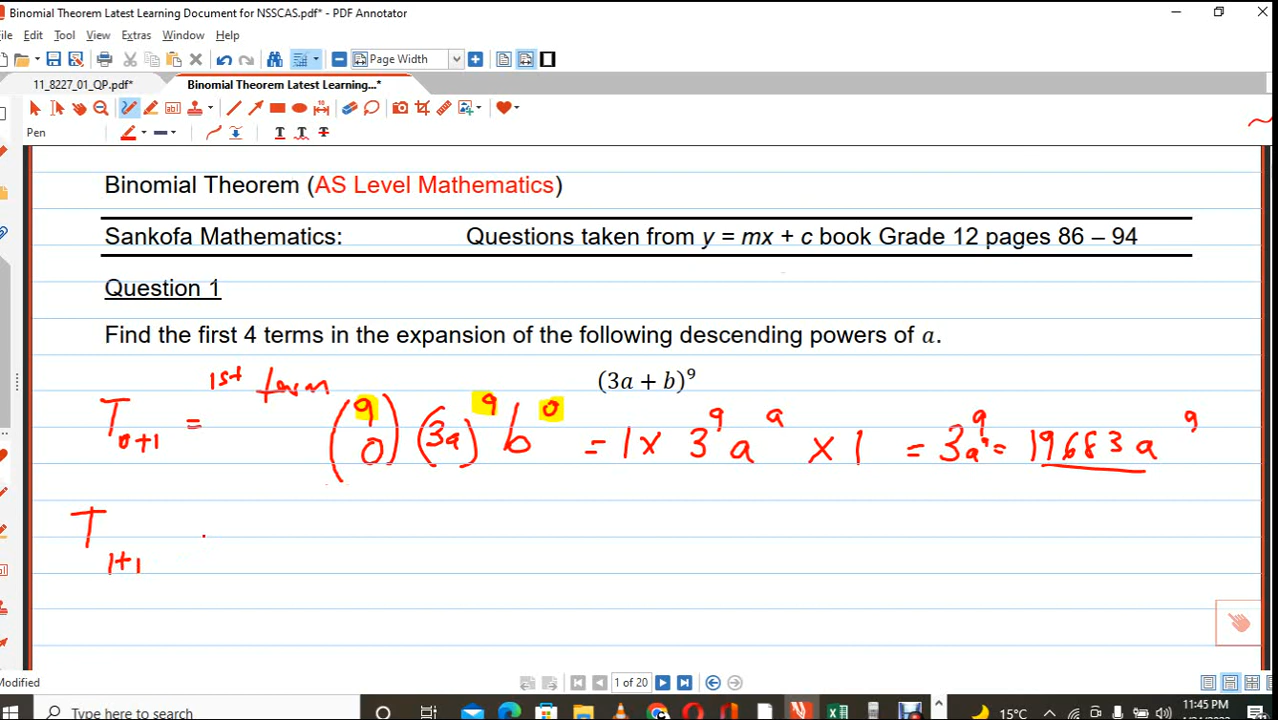 Binomial Theorem Latest Learning Document for NSSCAS.pdf* - PDF Annotator
ile Edit Tool View Extras Window Help
Page Width
11_8227_01_QP.pdf* Binomial Theorem Latest Learning...*
Pen
Binomial Theorem (AS Level Mathematics)
Sankofa Mathematics: Questions taken from y = mx + c book Grade 12 pages 86 – 94
Question 1
Find the first 4 terms in the expansion of the following descending powers of a.
(3a + b)⁹
1st term
T₀₊₁ = (9 0) (3a)⁹ b⁰ = 1 × 3⁹ a⁹ × 1 = 3⁹a⁹ = 19683 a⁹
T₁₊₁
Modified 1 of 20
Type here to search 15°C 11:45 PM